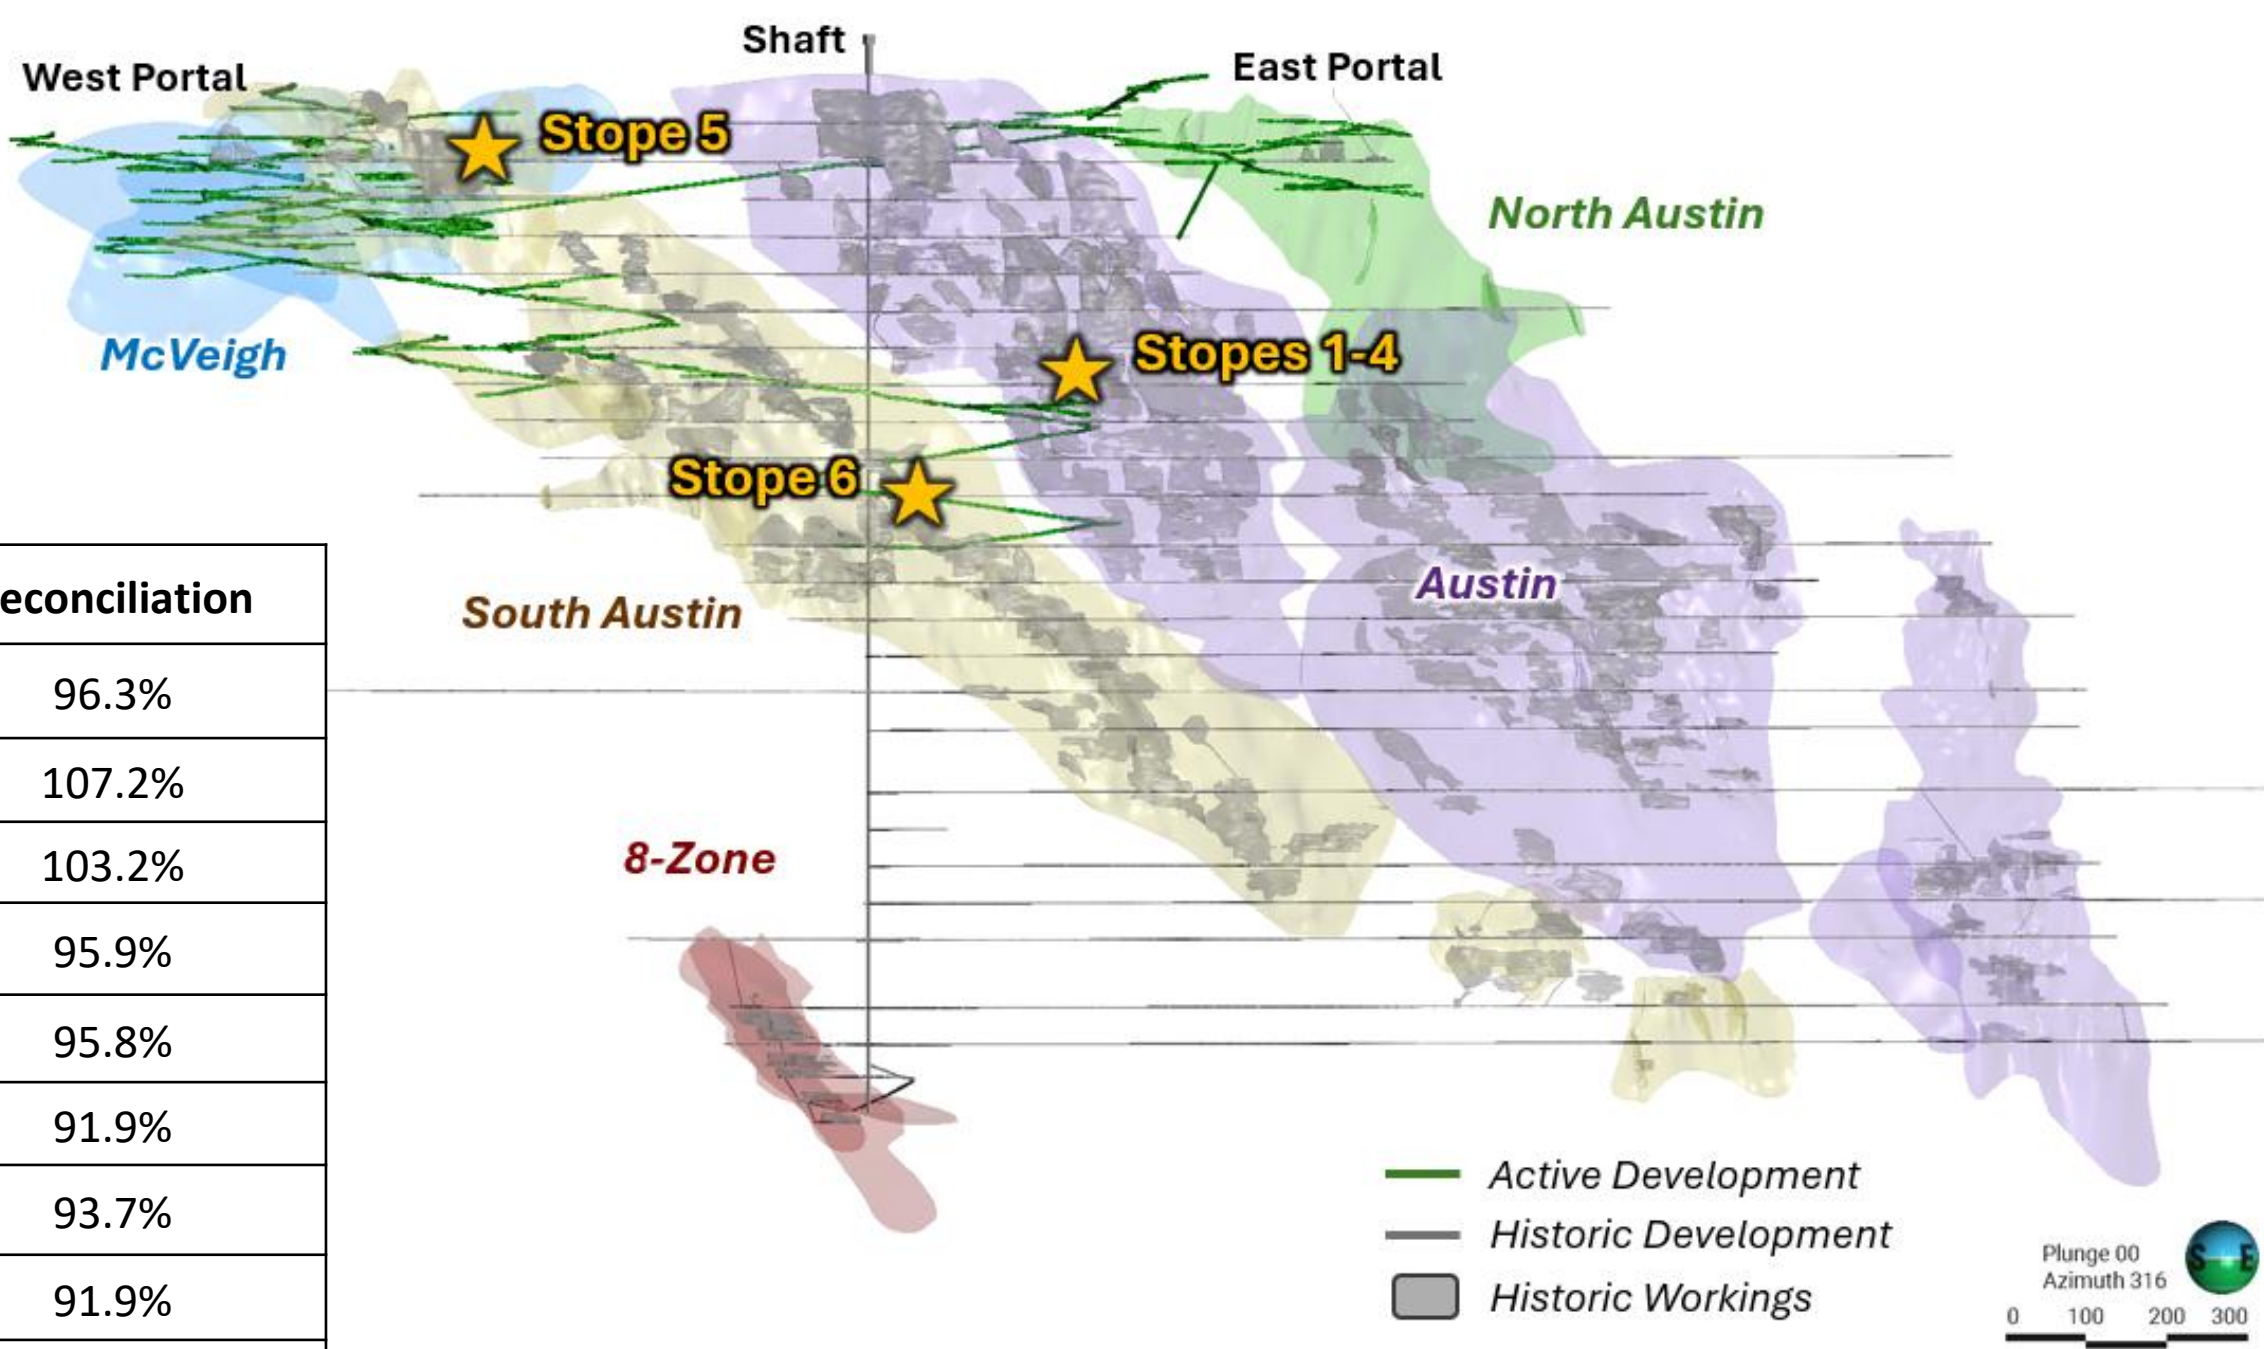 Shaft
West Portal
East Portal
Stope 5
North Austin
McVeigh
Stopes 1-4
Stope 6
Austin
South Austin
8-Zone
econciliation
96.3%
107.2%
103.2%
95.9%
95.8%
91.9%
93.7%
91.9%
Active Development
Historic Development
Historic Workings
Plunge 00
Azimuth 316
S E
0 100 200 300